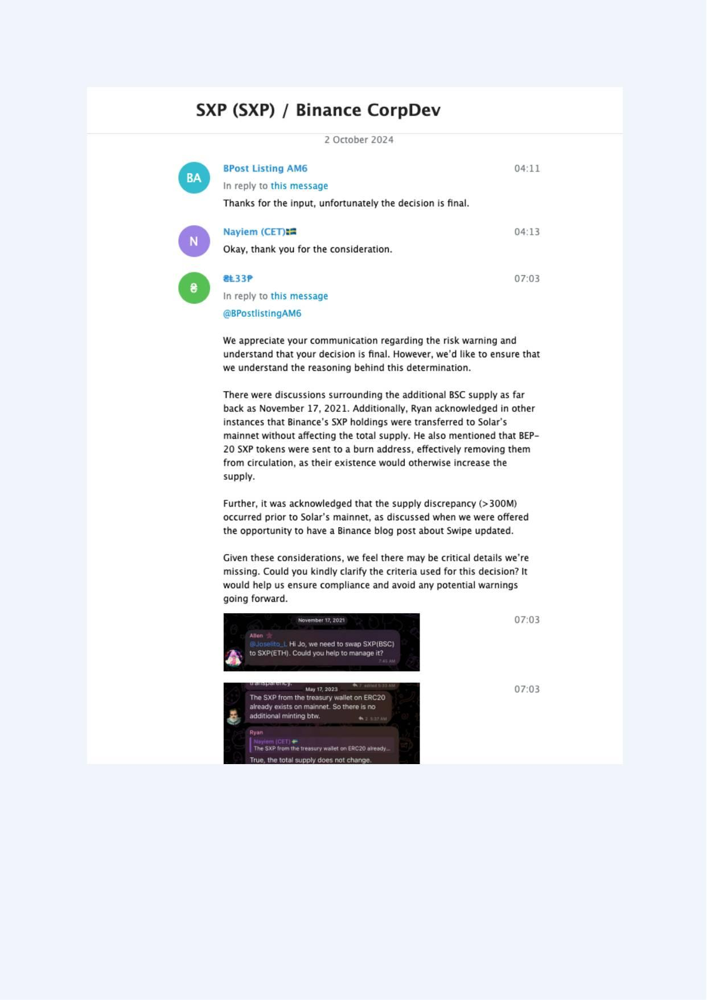 SXP (SXP) / Binance CorpDev
2 October 2024
BA
BPost Listing AM6
04:11
In reply to this message
Thanks for the input, unfortunately the decision is final.
N
Nayiem (CET)🇸🇪
04:13
Okay, thank you for the consideration.
₴
₴Ⱡ33₱
07:03
In reply to this message
@BPostlistingAM6
We appreciate your communication regarding the risk warning and
understand that your decision is final. However, we’d like to ensure that
we understand the reasoning behind this determination.
There were discussions surrounding the additional BSC supply as far
back as November 17, 2021. Additionally, Ryan acknowledged in other
instances that Binance’s SXP holdings were transferred to Solar’s
mainnet without affecting the total supply. He also mentioned that BEP-
20 SXP tokens were sent to a burn address, effectively removing them
from circulation, as their existence would otherwise increase the
supply.
Further, it was acknowledged that the supply discrepancy (>300M)
occurred prior to Solar’s mainnet, as discussed when we were offered
the opportunity to have a Binance blog post about Swipe updated.
Given these considerations, we feel there may be critical details we’re
missing. Could you kindly clarify the criteria used for this decision? It
would help us ensure compliance and avoid any potential warnings
going forward.
07:03
November 17, 2021
Allen
@Joselito_L Hi Jo, we need to swap SXP(BSC)
to SXP(ETH). Could you help to manage it?
7:45 AM
07:03
transparency.
7 edited 5:33 AM
May 17, 2023
The SXP from the treasury wallet on ERC20
already exists on mainnet. So there is no
additional minting btw.
2 5:37 AM
Ryan
Nayiem (CET)🇸🇪
The SXP from the treasury wallet on ERC20 already...
True, the total supply does not change.